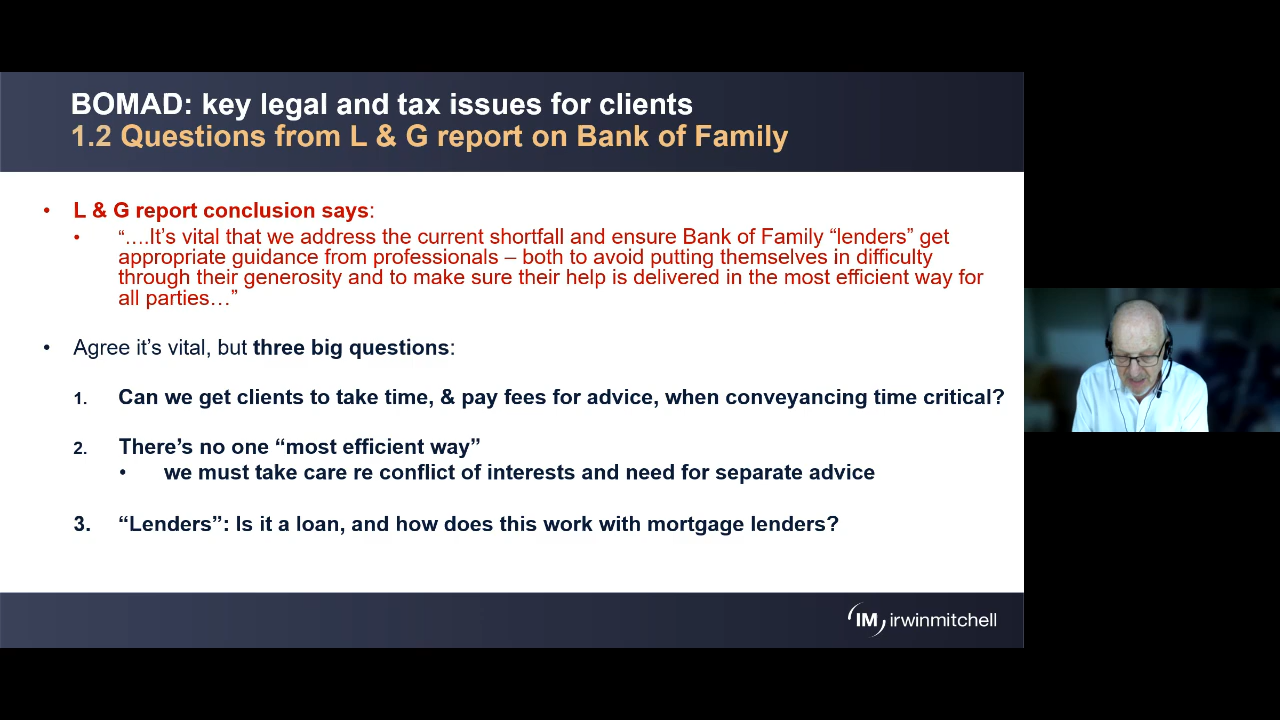 BOMAD: key legal and tax issues for clients
1.2 Questions from L & G report on Bank of Family
• L & G report conclusion says:
• “….It’s vital that we address the current shortfall and ensure Bank of Family “lenders” get
appropriate guidance from professionals – both to avoid putting themselves in difficulty
through their generosity and to make sure their help is delivered in the most efficient way for
all parties…”
• Agree it’s vital, but three big questions:
1. Can we get clients to take time, & pay fees for advice, when conveyancing time critical?
2. There’s no one “most efficient way”
• we must take care re conflict of interests and need for separate advice
3. “Lenders”: Is it a loan, and how does this work with mortgage lenders?
IM irwinmitchell